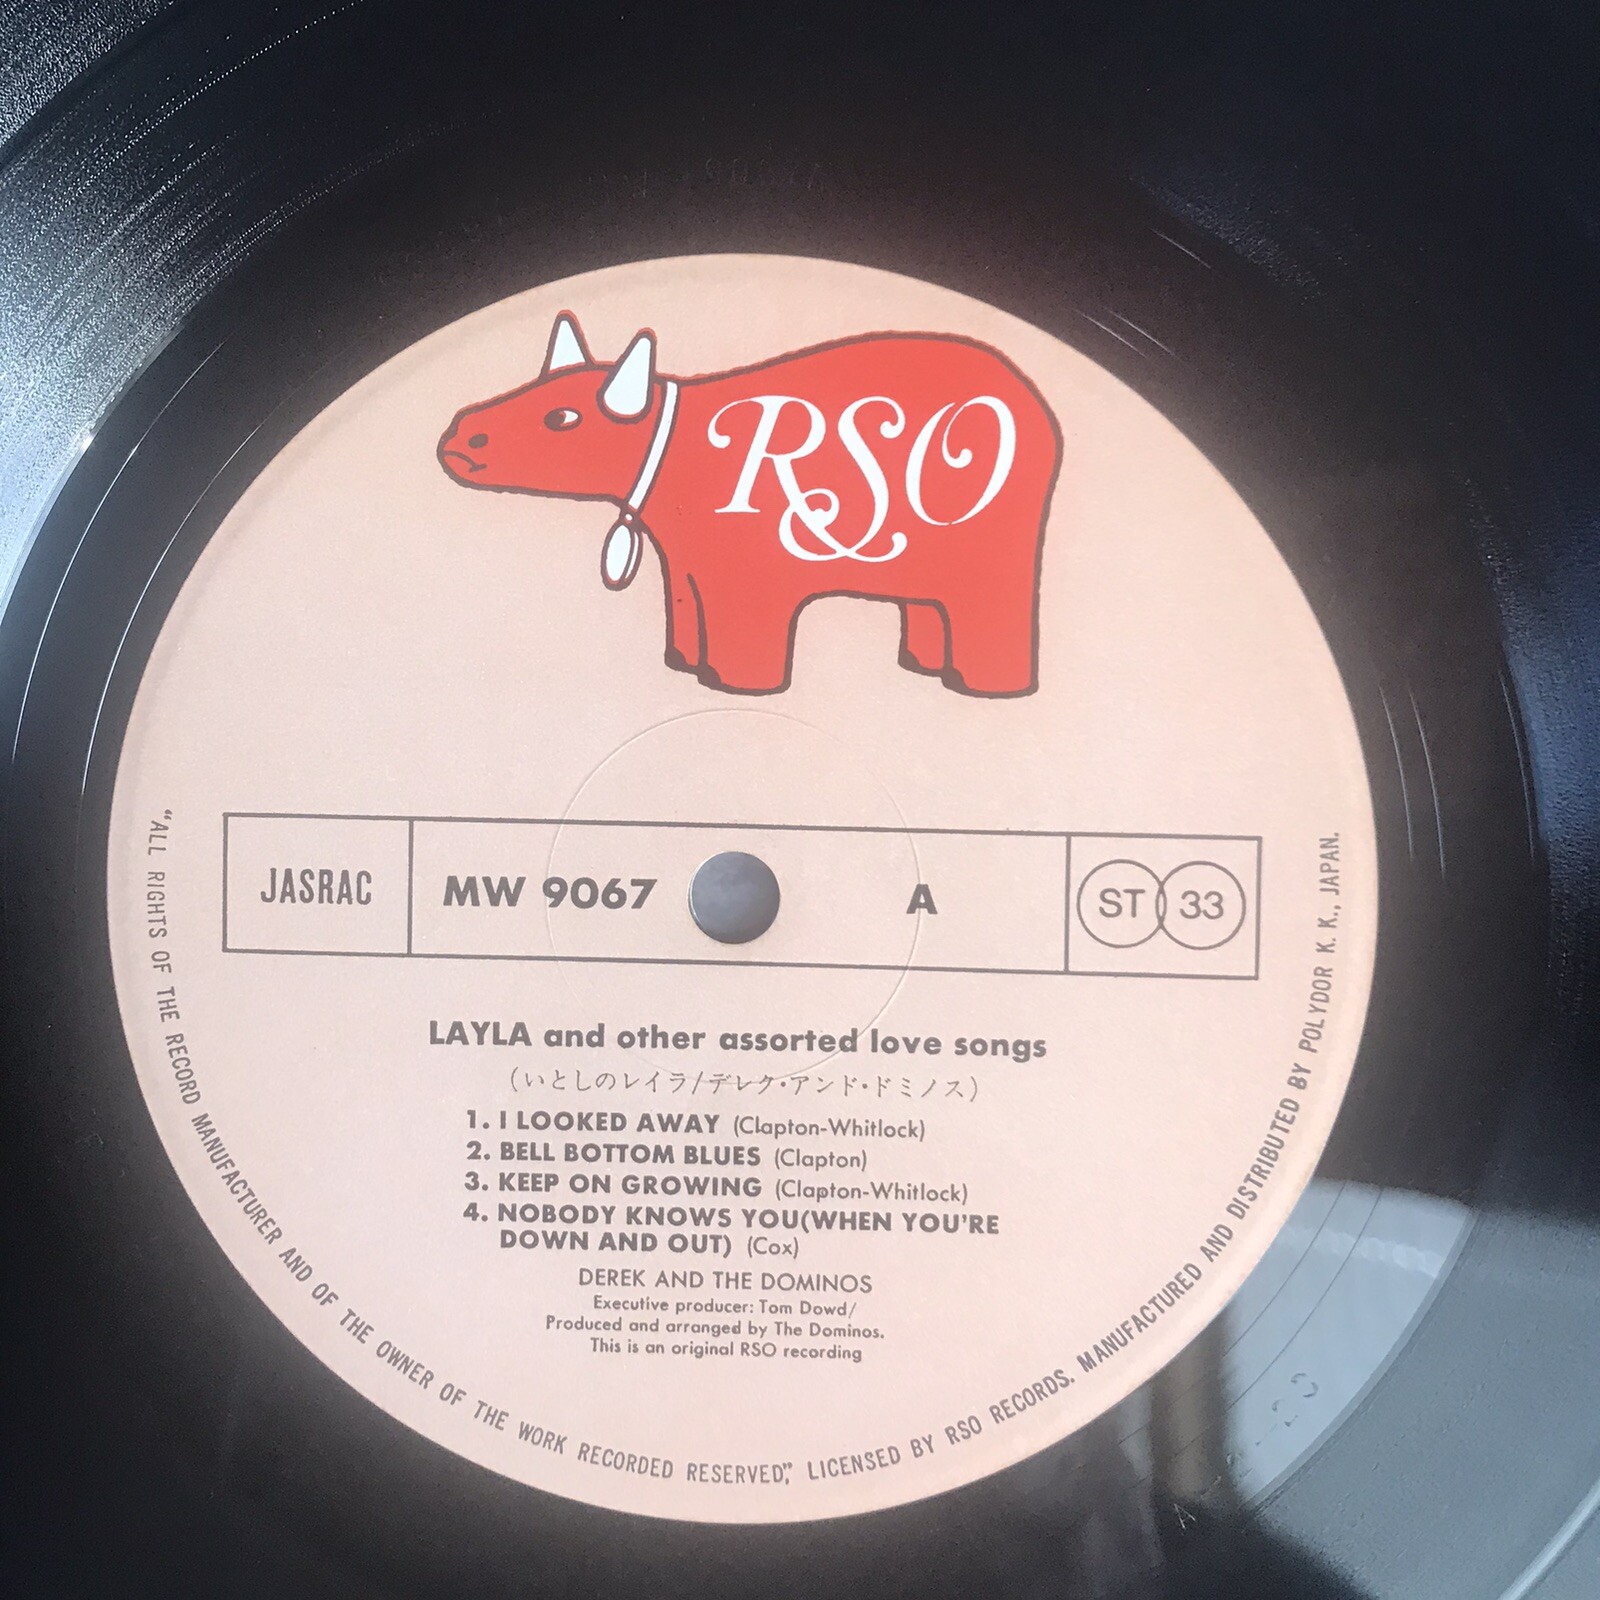 RSO
JASRAC
MW 9067
A
ST 33
LAYLA and other assorted love songs
(いとしのレイラ/デレク・アンド・ドミノス)
1. I LOOKED AWAY (Clapton-Whitlock)
2. BELL BOTTOM BLUES (Clapton)
3. KEEP ON GROWING (Clapton-Whitlock)
4. NOBODY KNOWS YOU(WHEN YOU'RE
DOWN AND OUT) (Cox)
DEREK AND THE DOMINOS
Executive producer: Tom Dowd/
Produced and arranged by The Dominos.
This is an original RSO recording
"ALL RIGHTS OF THE RECORD MANUFACTURER AND OF THE OWNER OF THE WORK RECORDED RESERVED", LICENSED BY RSO RECORDS. MANUFACTURED AND DISTRIBUTED BY POLYDOR K. K., JAPAN.